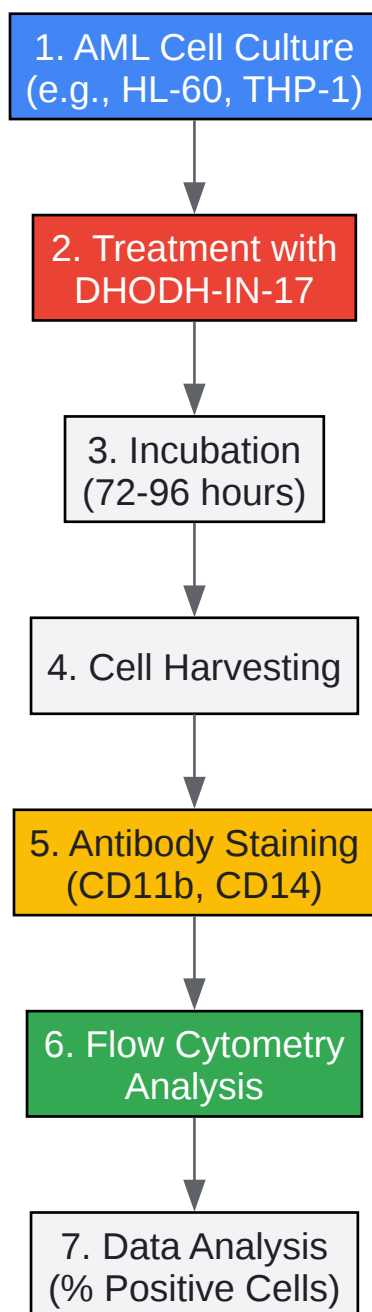 1. AML Cell Culture
(e.g., HL-60, THP-1)
2. Treatment with
DHODH-IN-17
3. Incubation
(72-96 hours)
4. Cell Harvesting
5. Antibody Staining
(CD11b, CD14)
6. Flow Cytometry
Analysis
7. Data Analysis
(% Positive Cells)